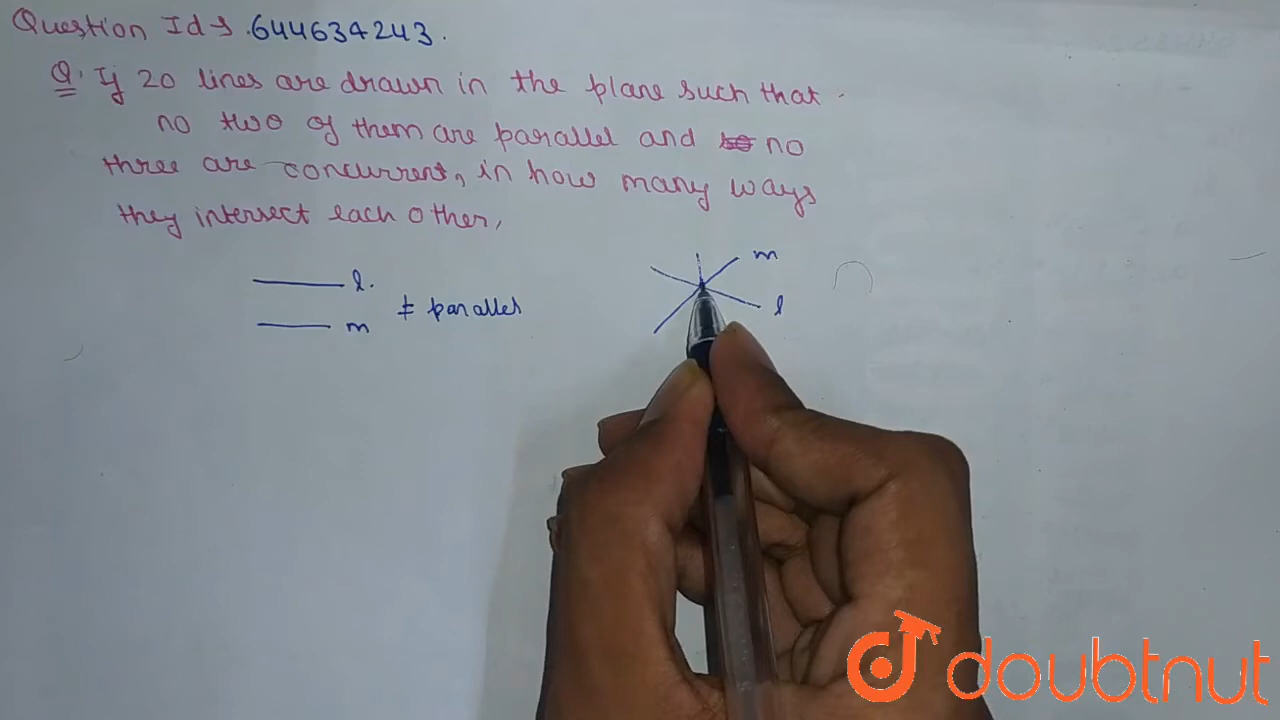 Question Id → 644634243.
Q. If 20 lines are drawn in the plane such that
no two of them are parallel and no
three are concurrent, in how many ways
they intersect each other,
m
l.
l
≠ parallel
m
doubtnut